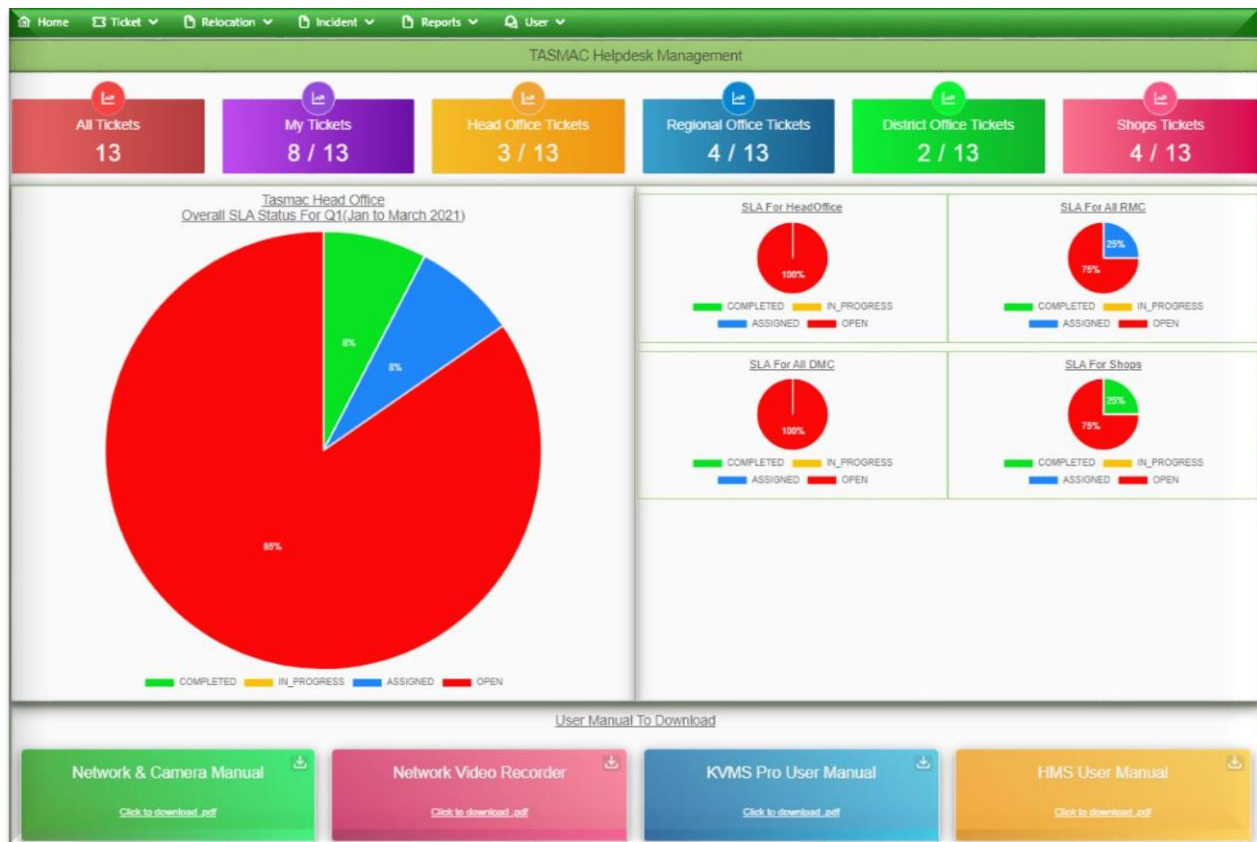 Home Ticket Relocation Incident Reports User
TASMAC Helpdesk Management
All Tickets
13
My Tickets
8 / 13
Head Office Tickets
3 / 13
Regional Office Tickets
4 / 13
District Office Tickets
2 / 13
Shops Tickets
4 / 13
Tasmac Head Office
Overall SLA Status For Q1(Jan to March 2021)
8%
8%
85%
COMPLETED IN_PROGRESS ASSIGNED OPEN
SLA For HeadOffice
100%
COMPLETED IN_PROGRESS
ASSIGNED OPEN
SLA For All RMC
25%
75%
COMPLETED IN_PROGRESS
ASSIGNED OPEN
SLA For All DMC
100%
COMPLETED IN_PROGRESS
ASSIGNED OPEN
SLA For Shops
25%
75%
COMPLETED IN_PROGRESS
ASSIGNED OPEN
User Manual To Download
Network & Camera Manual
Click to download .pdf
Network Video Recorder
Click to download .pdf
KVMS Pro User Manual
Click to download .pdf
HMS User Manual
Click to download .pdf